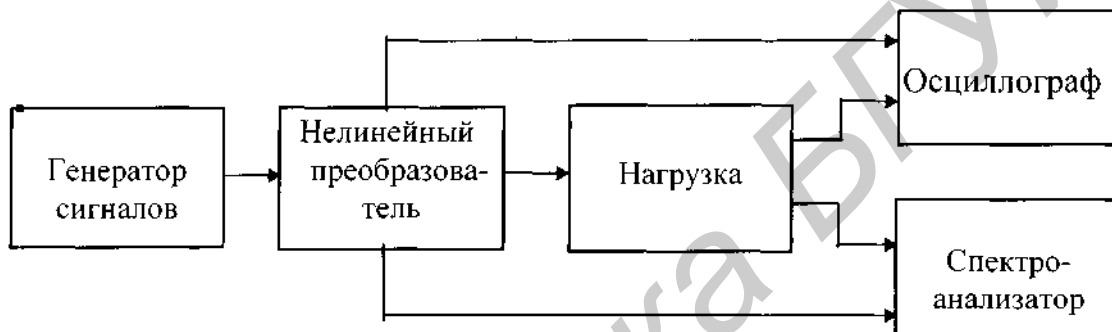 Осциллограф
Генератор
сигналов
Нелинейный
преобразова-
тель
Нагрузка
Спектро-
анализатор